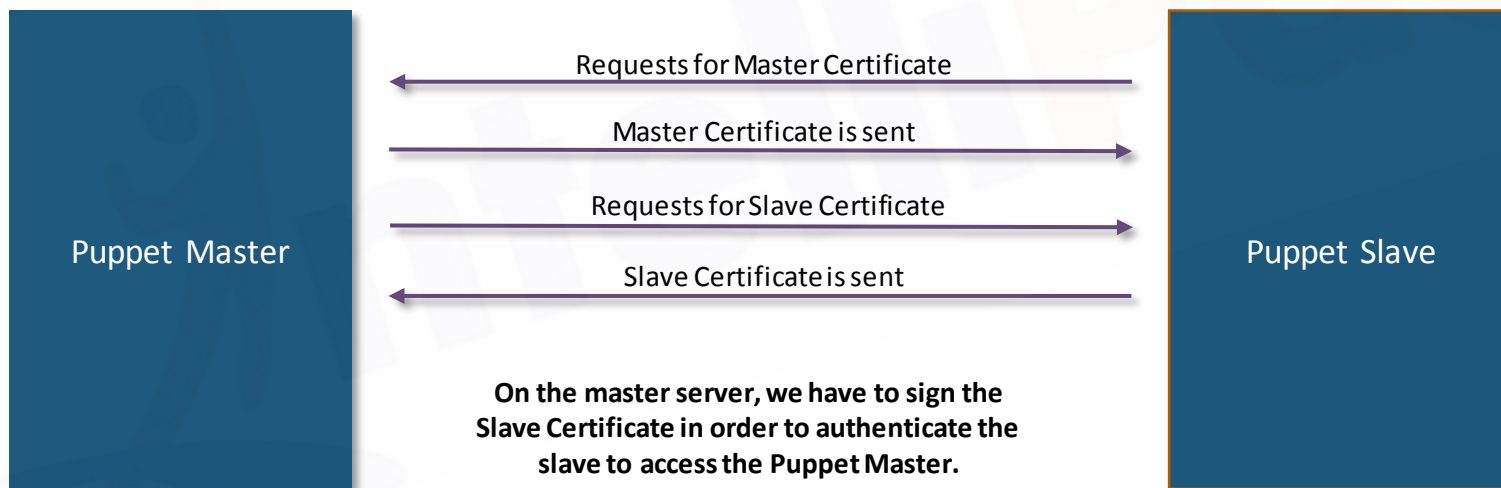 Requests for Master Certificate
Master Certificate is sent
Requests for Slave Certificate
Puppet Master
Puppet Slave
Slave Certificate is sent
On the master server, we have to sign the
Slave Certificate in order to authenticate the
slave to access the Puppet Master.